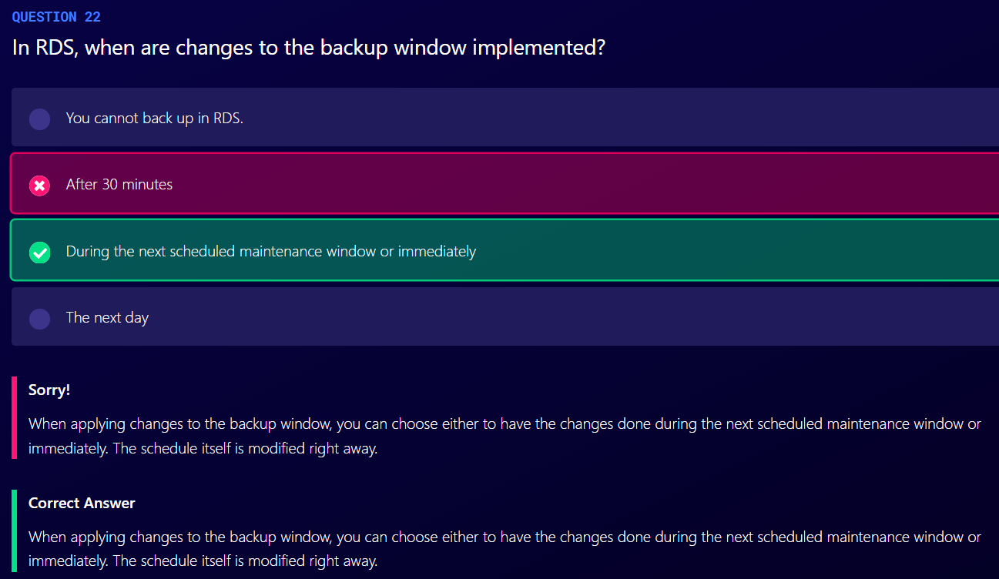 QUESTION 22
In RDS, when are changes to the backup window implemented?
You cannot back up in RDS.
After 30 minutes
During the next scheduled maintenance window or immediately
The next day
Sorry!
When applying changes to the backup window, you can choose either to have the changes done during the next scheduled maintenance window or
immediately. The schedule itself is modified right away.
Correct Answer
When applying changes to the backup window, you can choose either to have the changes done during the next scheduled maintenance window or
immediately. The schedule itself is modified right away.